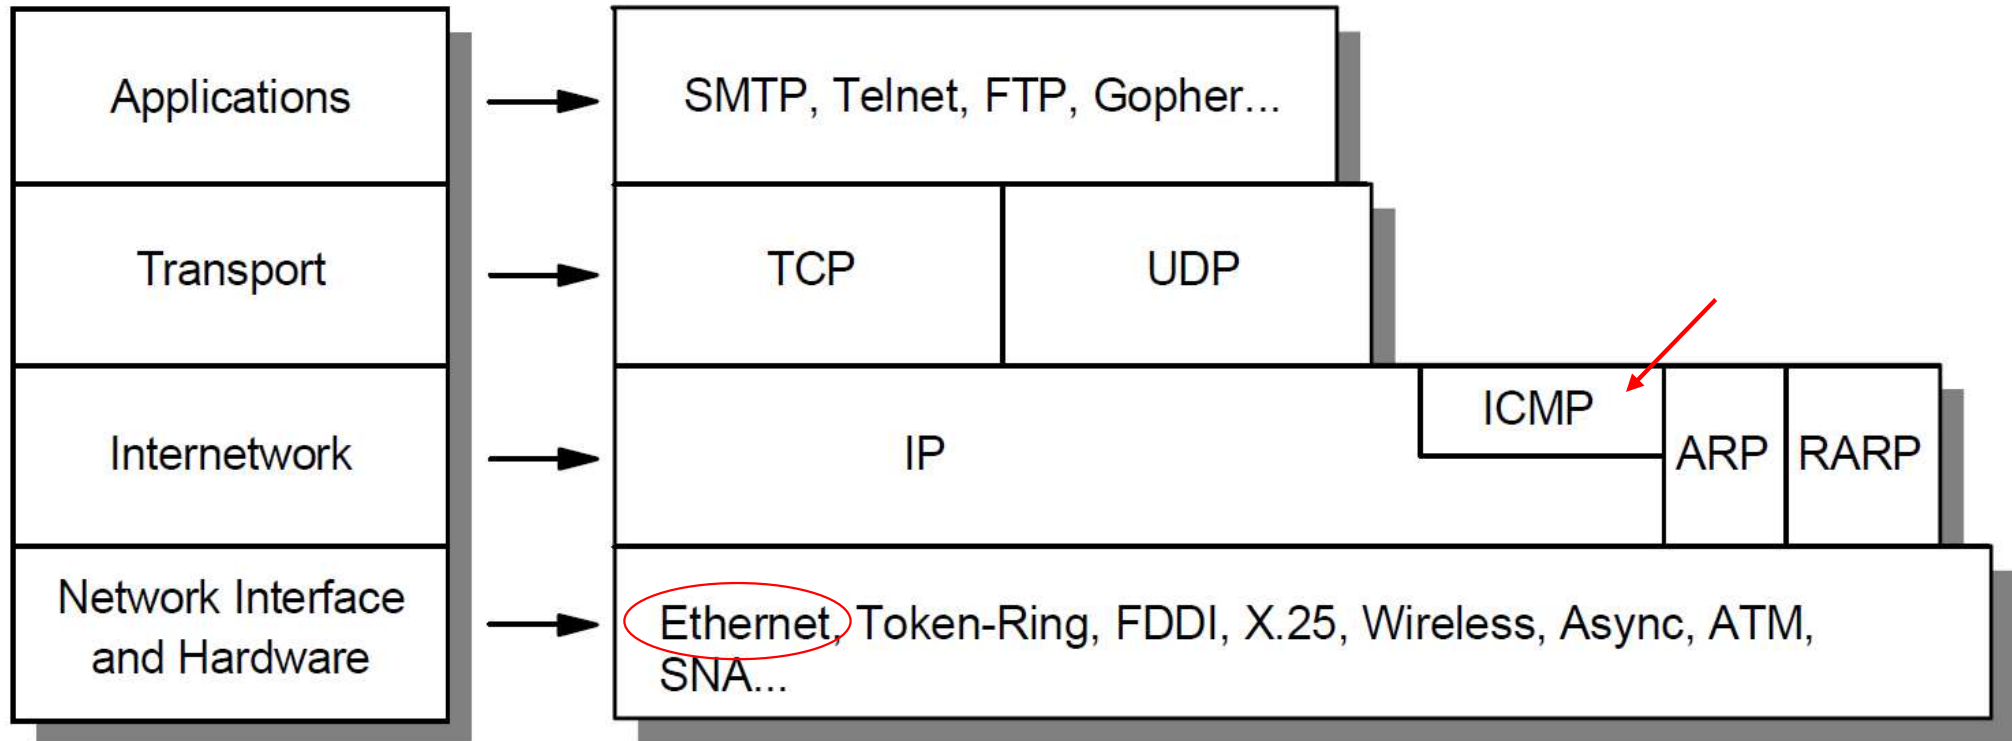 Applications
SMTP, Telnet, FTP, Gopher...
Transport
TCP
UDP
Internetwork
IP
ICMP
ARP
RARP
Network Interface
and Hardware
Ethernet, Token-Ring, FDDI, X.25, Wireless, Async, ATM,
SNA...